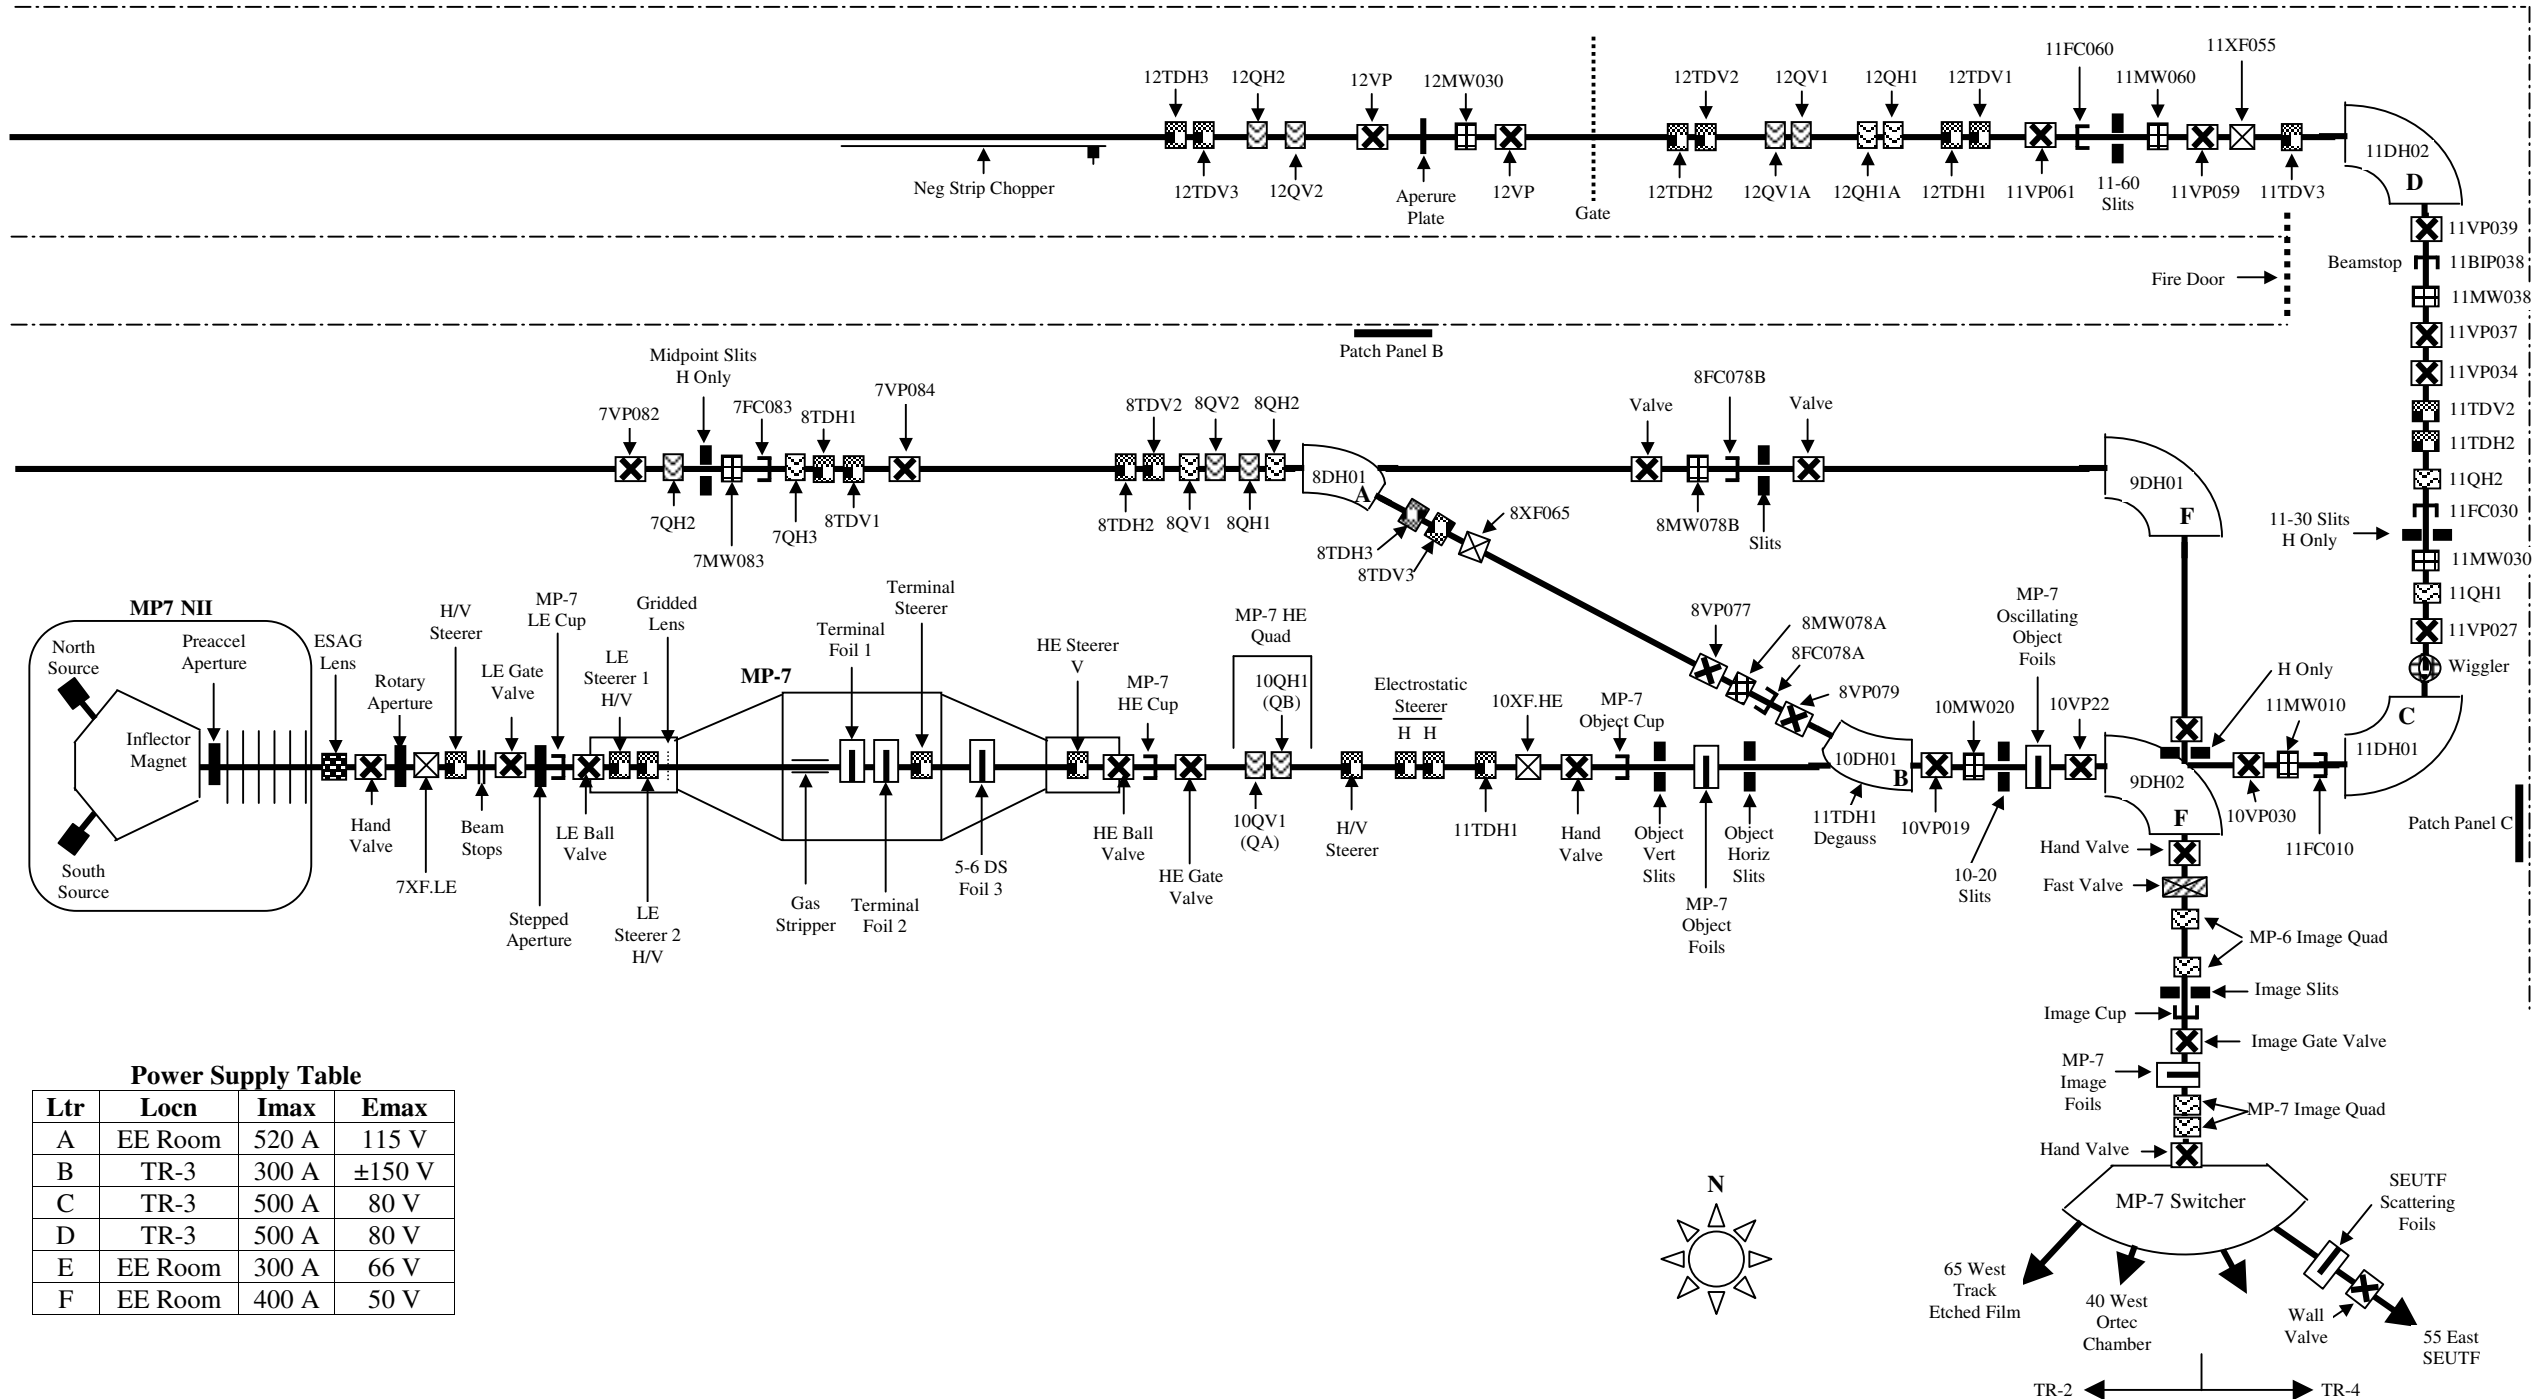 11FC060
11XF055
12TDH3
12QH2
12VP
12MW030
12TDV2
12QV1
12QH1
12TDV1
11MW060
11DH02
D
Neg Strip Chopper
12TDV3
12QV2
Aperure
Plate
12VP
Gate
12TDH2
12QV1A
12QH1A
12TDH1
11VP061
11-60
Slits
11VP059
11TDV3
11VP039
Beamstop
11BIP038
Fire Door
11MW038
11VP037
11VP034
11TDV2
11TDH2
11QH2
11FC030
11-30 Slits
H Only
11MW030
11QH1
11VP027
Wiggler
Patch Panel B
Midpoint Slits
H Only
7VP082
7FC083
8TDH1
7VP084
8TDV2
8QV2
8QH2
Valve
8FC078B
Valve
8DH01
A
9DH01
F
7QH2
7MW083
7QH3
8TDV1
8TDH2
8QV1
8QH1
8MW078B
Slits
8TDH3
8TDV3
8XF065
8VP077
8MW078A
8FC078A
8VP079
MP7 NII
North
Source
Preaccel
Aperture
Inflector
Magnet
South
Source
ESAG
Lens
Rotary
Aperture
H/V
Steerer
LE Gate
Valve
MP-7
LE Cup
LE
Steerer 1
H/V
Gridded
Lens
MP-7
Terminal
Foil 1
Terminal
Steerer
HE Steerer
V
MP-7
HE Cup
MP-7 HE
Quad
10QH1
(QB)
Electrostatic
Steerer
H H
10XF.HE
MP-7
Object Cup
10DH01
B
10MW020
MP-7
Oscillating
Object
Foils
10VP22
9DH02
F
H Only
11MW010
11DH01
C
Hand
Valve
7XF.LE
Beam
Stops
Stepped
Aperture
LE Ball
Valve
LE
Steerer 2
H/V
Gas
Stripper
Terminal
Foil 2
5-6 DS
Foil 3
HE Ball
Valve
HE Gate
Valve
10QV1
(QA)
H/V
Steerer
11TDH1
Hand
Valve
Object
Vert
Slits
MP-7
Object
Foils
Object
Horiz
Slits
11TDH1
Degauss
10VP019
10-20
Slits
10VP030
11FC010
Patch Panel C
Hand Valve
Fast Valve
MP-6 Image Quad
Image Slits
Image Cup
Image Gate Valve
MP-7
Image
Foils
MP-7 Image Quad
Hand Valve
MP-7 Switcher
SEUTF
Scattering
Foils
65 West
Track
Etched Film
40 West
Ortec
Chamber
Wall
Valve
55 East
SEUTF
TR-2
TR-4
N
Power Supply Table
Ltr Locn Imax Emax
A EE Room 520 A 115 V
B TR-3 300 A ±150 V
C TR-3 500 A 80 V
D TR-3 500 A 80 V
E EE Room 300 A 66 V
F EE Room 400 A 50 V